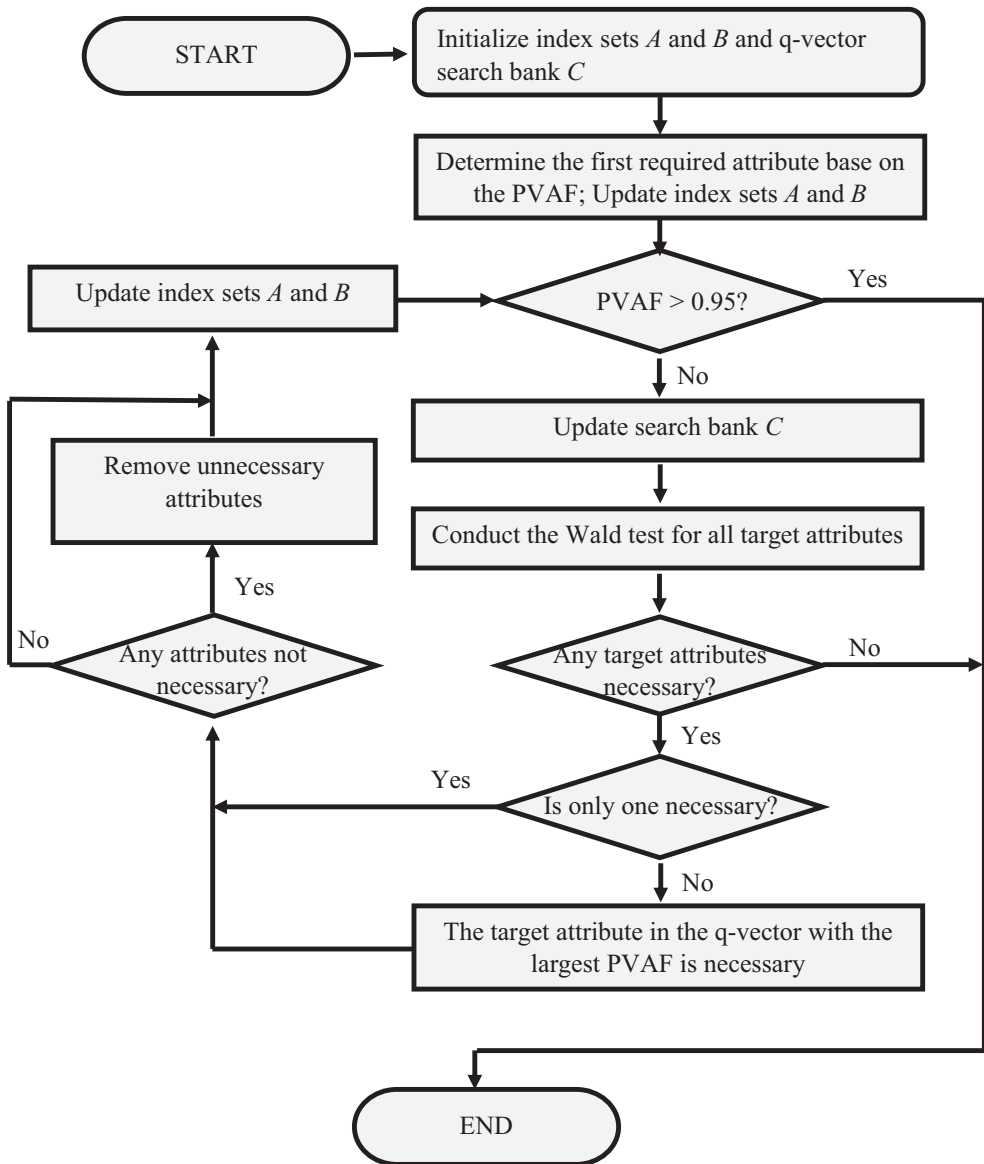 START
Initialize index sets A and B and q-vector
search bank C
Determine the first required attribute base on
the PVAF; Update index sets A and B
Update index sets A and B
PVAF > 0.95?
Yes
No
Update search bank C
Remove unnecessary
attributes
Conduct the Wald test for all target attributes
Yes
No
Any attributes not
necessary?
Any target attributes
necessary?
No
Yes
Yes
Is only one necessary?
No
The target attribute in the q-vector with the
largest PVAF is necessary
END